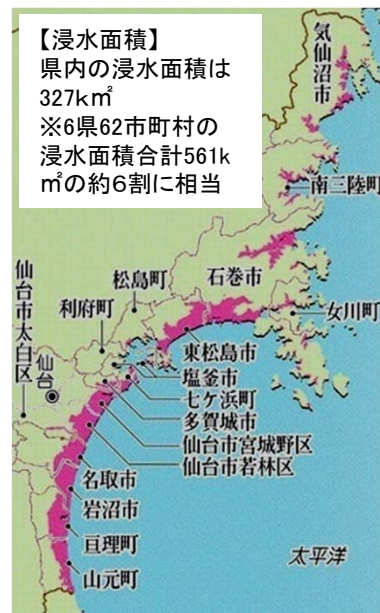 【浸水面積】
県内の浸水面積は
327k㎡
※6県62市町村の
浸水面積合計561k
㎡の約６割に相当
気仙沼市
南三陸町
石巻市
松島町
女川町
利府町
仙台市太白区
仙台
東松島市
塩釜市
七ケ浜町
多賀城市
仙台市宮城野区
仙台市若林区
名取市
岩沼市
亘理町
山元町
太平洋